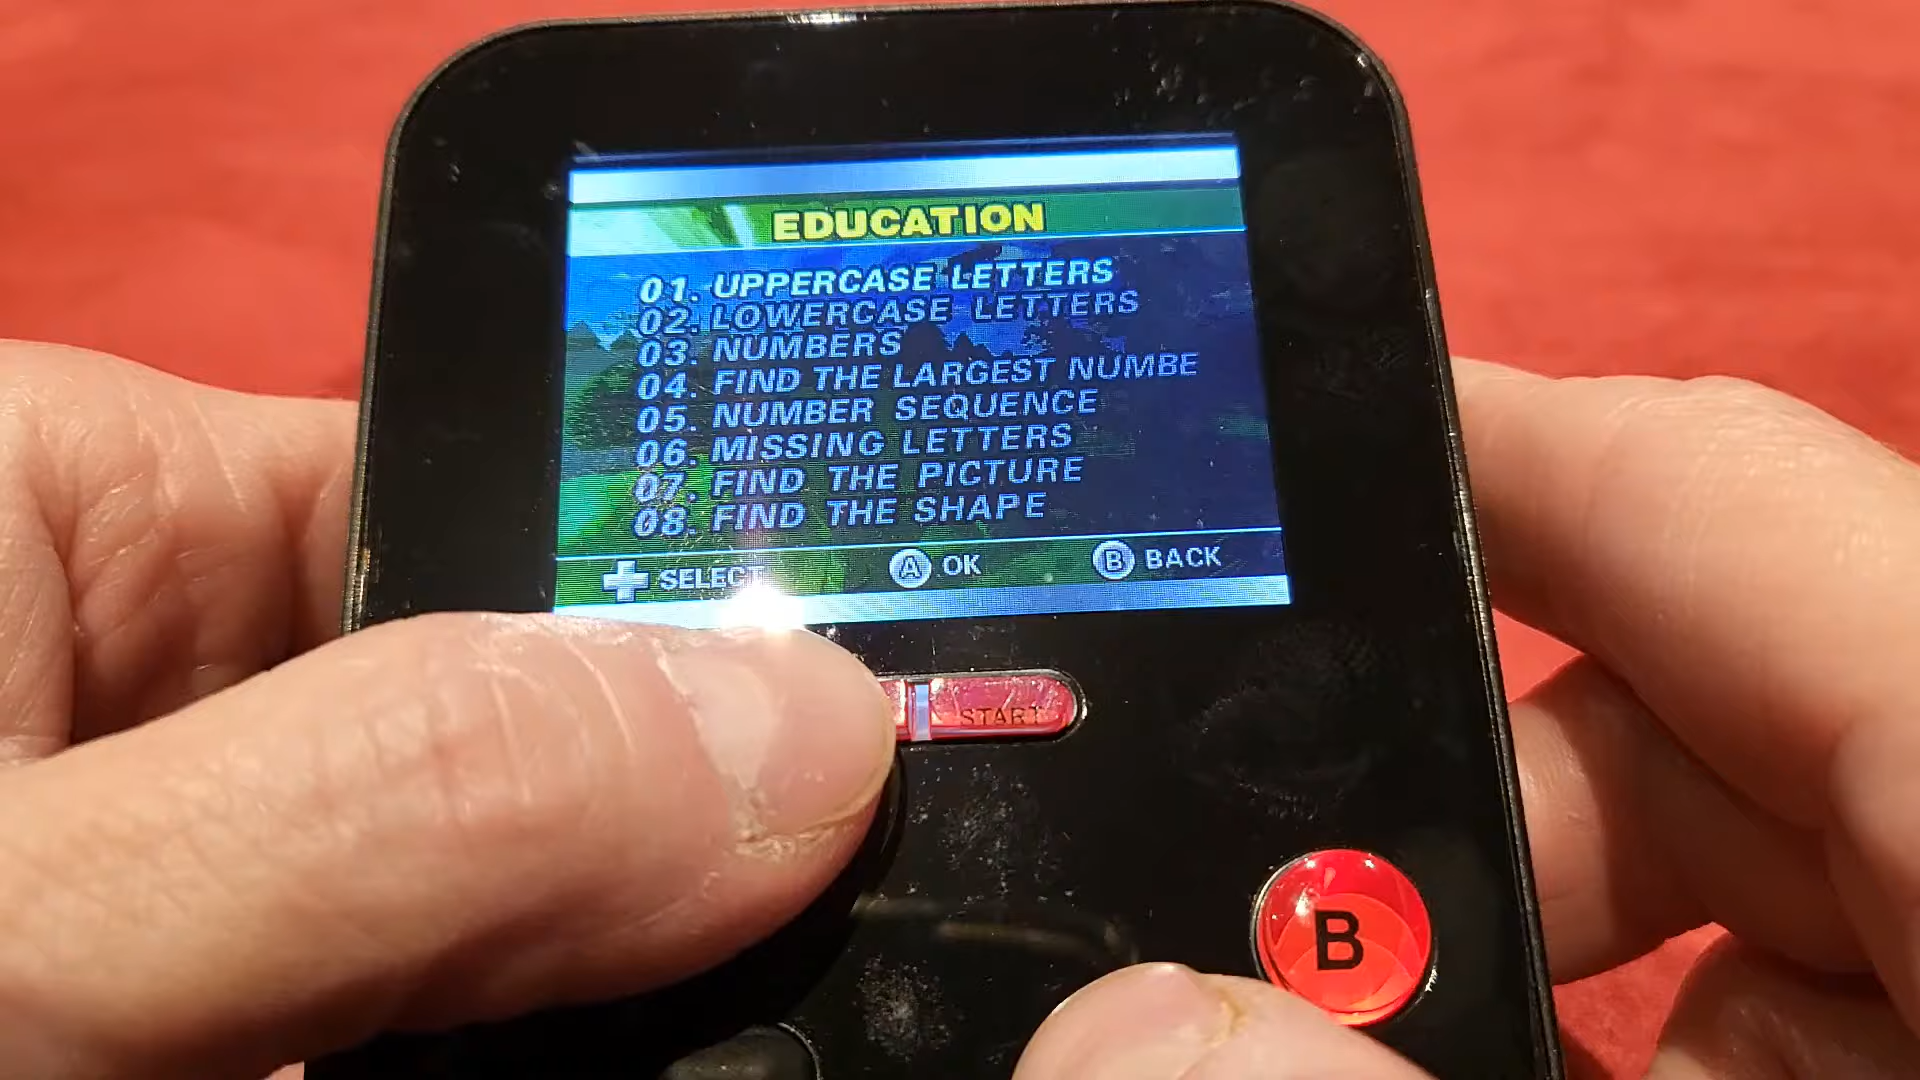 EDUCATION
01. UPPERCASE LETTERS
02. LOWERCASE LETTERS
03. NUMBERS
04. FIND THE LARGEST NUMBE
05. NUMBER SEQUENCE
06. MISSING LETTERS
07. FIND THE PICTURE
08. FIND THE SHAPE
SELECT A OK B BACK
START
B